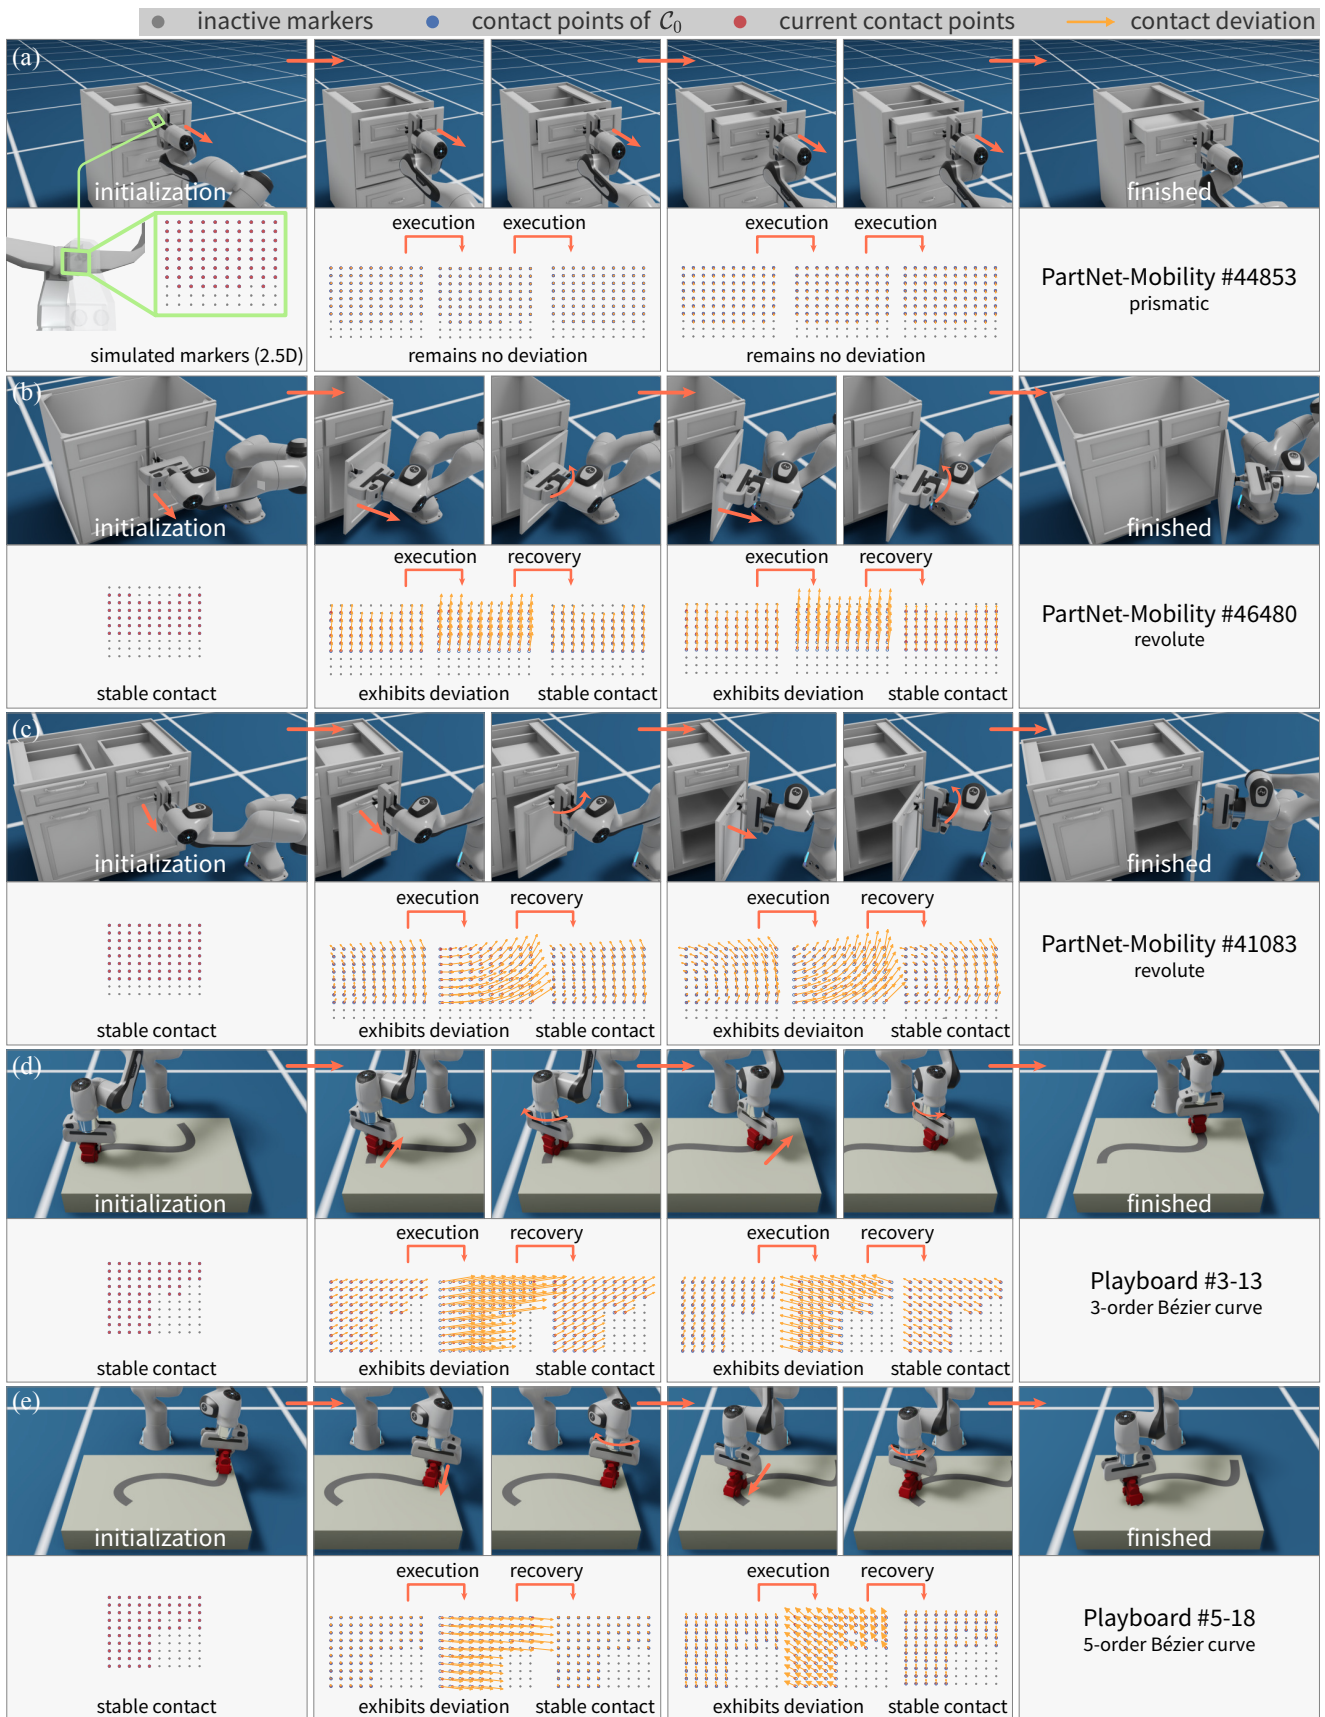 inactive markers contact points of C₀ current contact points contact deviation
(a)
initialization
finished
execution execution execution execution
PartNet-Mobility #44853
prismatic
simulated markers (2.5D) remains no deviation remains no deviation
(b)
initialization
finished
execution recovery execution recovery
PartNet-Mobility #46480
revolute
stable contact exhibits deviation stable contact exhibits deviation stable contact
(c)
initialization
finished
execution recovery execution recovery
PartNet-Mobility #41083
revolute
stable contact exhibits deviation stable contact exhibits deviaiton stable contact
(d)
initialization
finished
execution recovery execution recovery
Playboard #3-13
3-order Bézier curve
stable contact exhibits deviation stable contact exhibits deviation stable contact
(e)
initialization
finished
execution recovery execution recovery
Playboard #5-18
5-order Bézier curve
stable contact exhibits deviation stable contact exhibits deviation stable contact